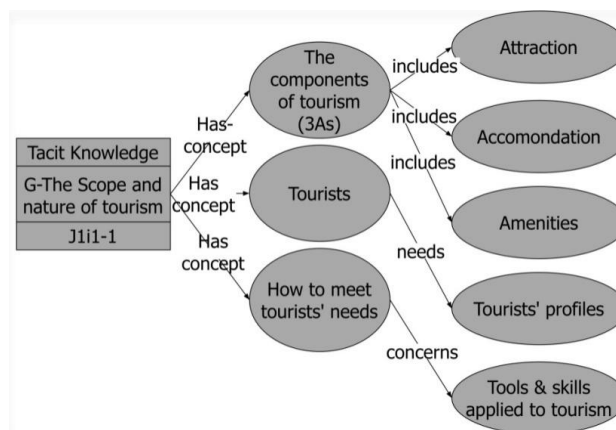 Tacit Knowledge
G-The Scope and
nature of tourism
J1i1-1
Has-
concept
Has
concept
Has
concept
The
components
of tourism
(3As)
Tourists
How to meet
tourists' needs
includes
includes
includes
needs
concerns
Attraction
Accomondation
Amenities
Tourists' profiles
Tools & skills
applied to tourism